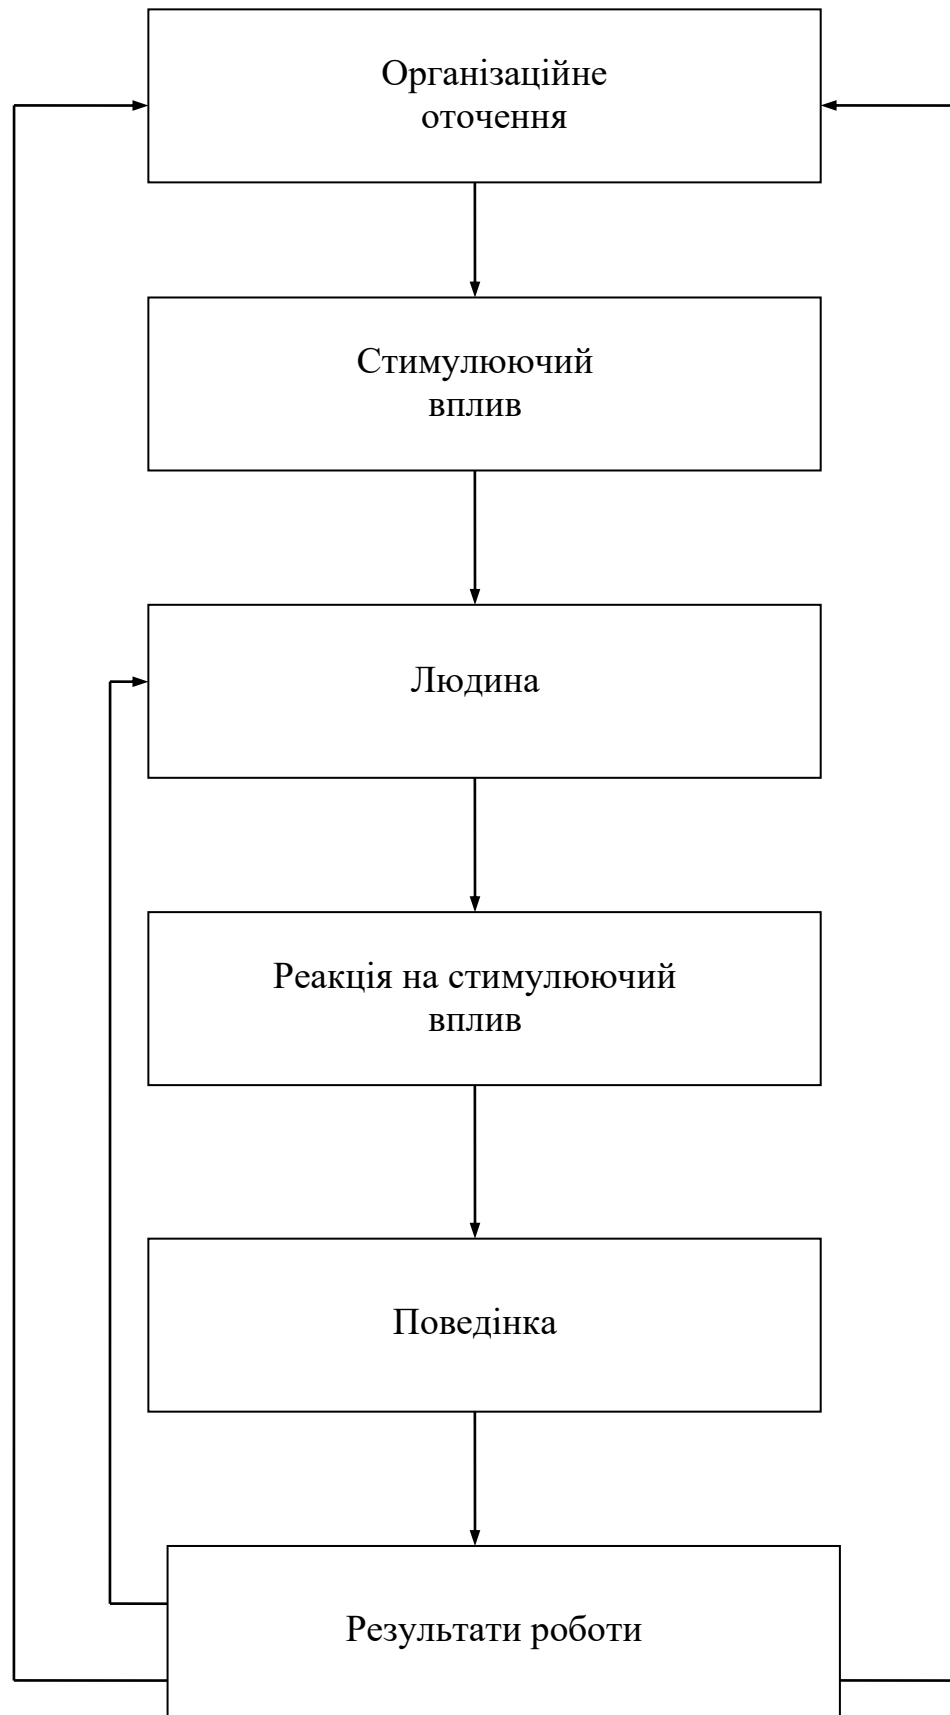 Організаційне
оточення
Стимулюючий
вплив
Людина
Реакція на стимулюючий
вплив
Поведінка
Результати роботи